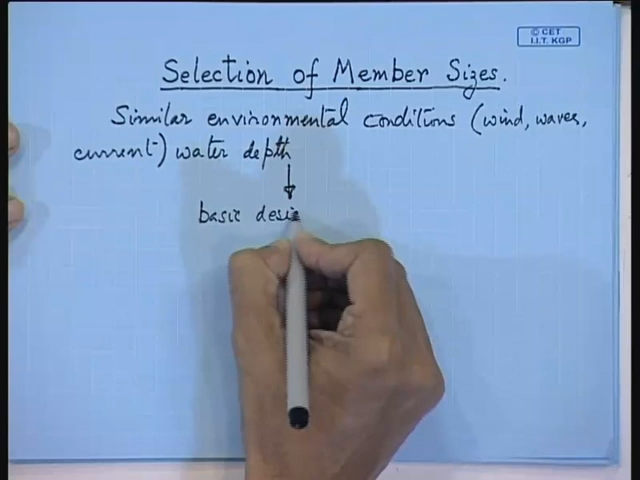 © CET
I.I.T. KGP
Selection of Member Sizes.
Similar environmental conditions (wind, waves,
current) water depth
basic desi